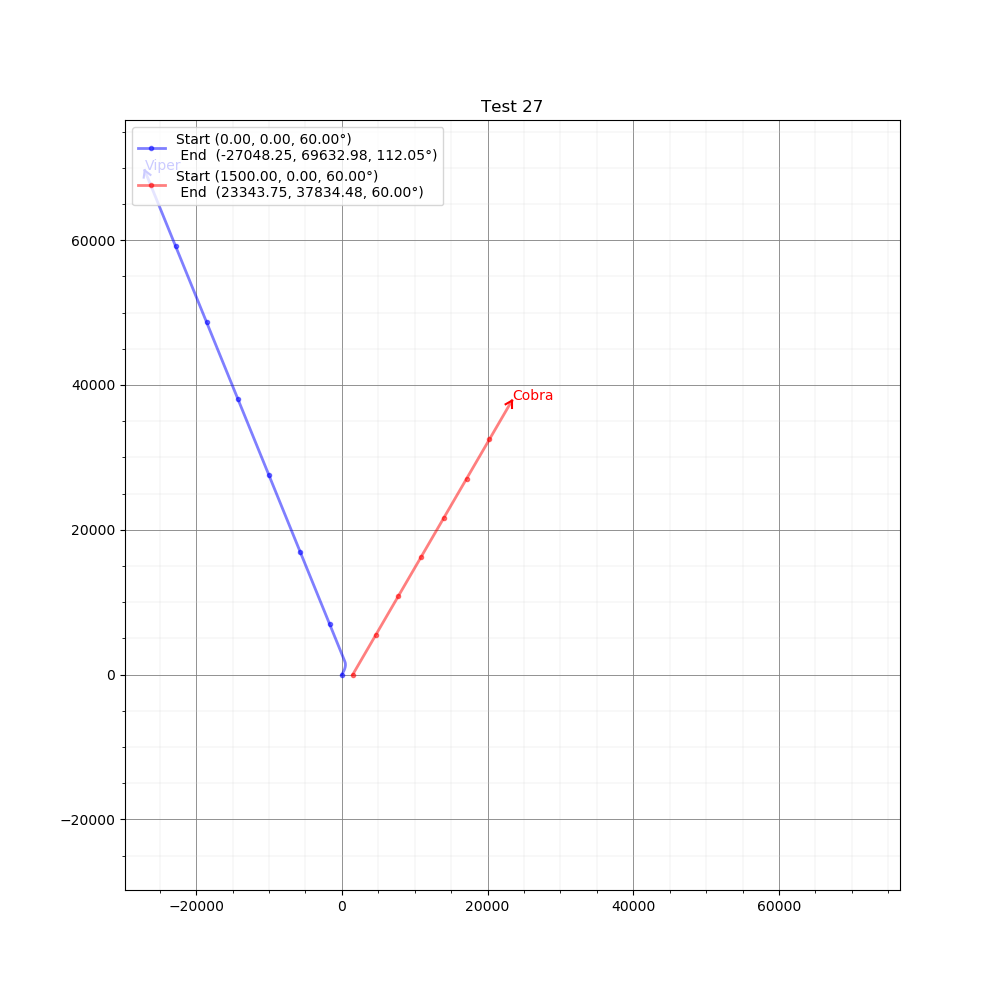 Test 27
Start (0.00, 0.00, 60.00°)
End (-27048.25, 69632.98, 112.05°)
Viper
Start (1500.00, 0.00, 60.00°)
End (23343.75, 37834.48, 60.00°)
60000
40000
Cobra
20000
0
−20000
−20000 0 20000 40000 60000